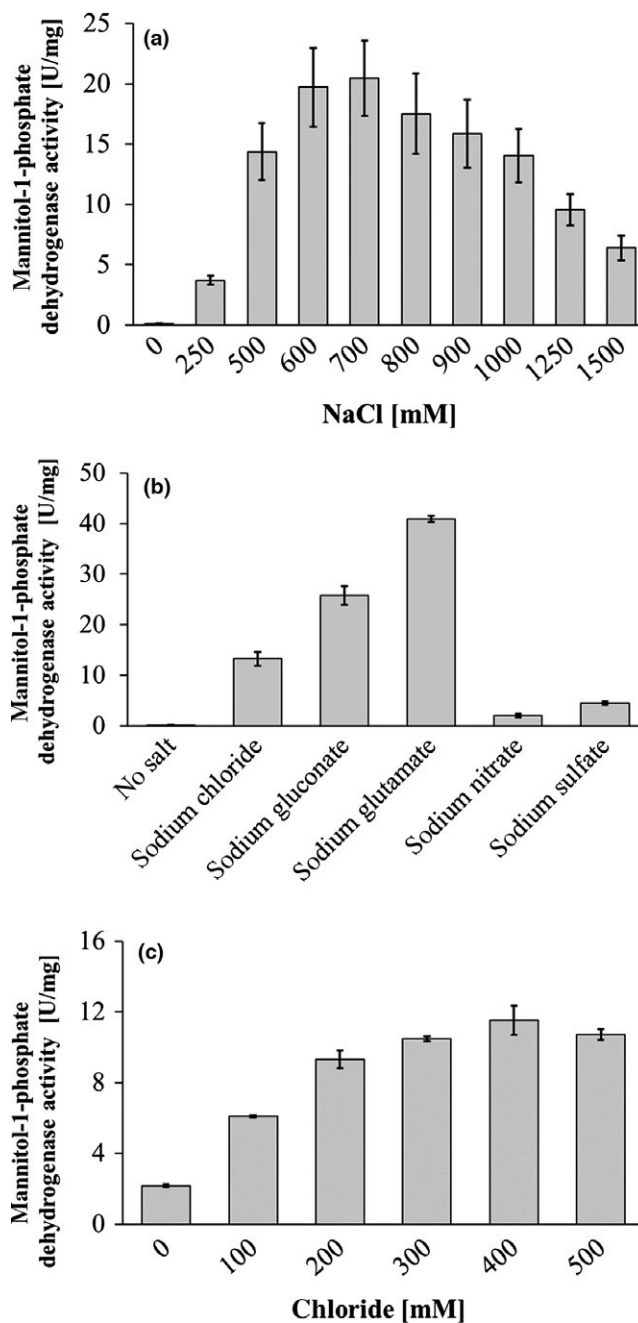 (a)
Mannitol-1-phosphate
dehydrogenase activity [U/mg]
25
20
15
10
5
0
0
250
500
600
700
800
900
1000
1250
1500
NaCl [mM]
(b)
Mannitol-1-phosphate
dehydrogenase activity [U/mg]
50
40
30
20
10
0
No salt
Sodium chloride
Sodium gluconate
Sodium glutamate
Sodium nitrate
Sodium sulfate
(c)
Mannitol-1-phosphate
dehydrogenase activity [U/mg]
16
12
8
4
0
0
100
200
300
400
500
Chloride [mM]